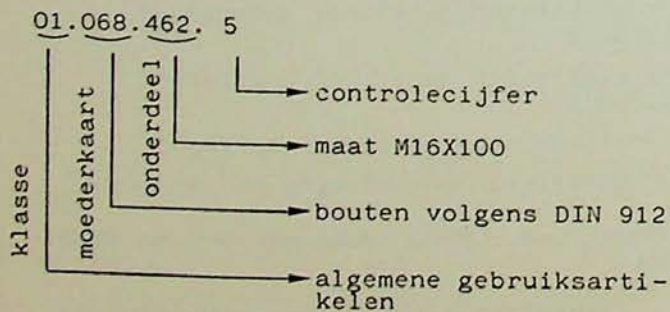 01.068.462. 5
klasse
moederkaart
onderdeel
controlecijfer
maat M16X100
bouten volgens DIN 912
algemene gebruiksarti-
kelen